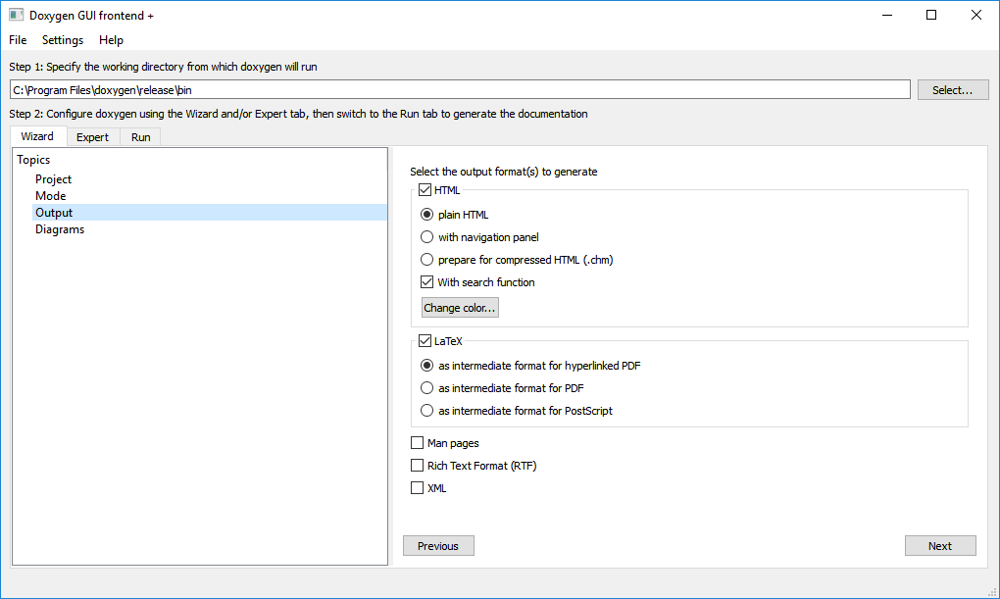 Doxygen GUI frontend +
File Settings Help
Step 1: Specify the working directory from which doxygen will run
C:\Program Files\doxygen\release\bin
Select...
Step 2: Configure doxygen using the Wizard and/or Expert tab, then switch to the Run tab to generate the documentation
Wizard Expert Run
Topics
Project
Mode
Output
Diagrams
Select the output format(s) to generate
HTML
plain HTML
with navigation panel
prepare for compressed HTML (.chm)
With search function
Change color...
LaTeX
as intermediate format for hyperlinked PDF
as intermediate format for PDF
as intermediate format for PostScript
Man pages
Rich Text Format (RTF)
XML
Previous
Next